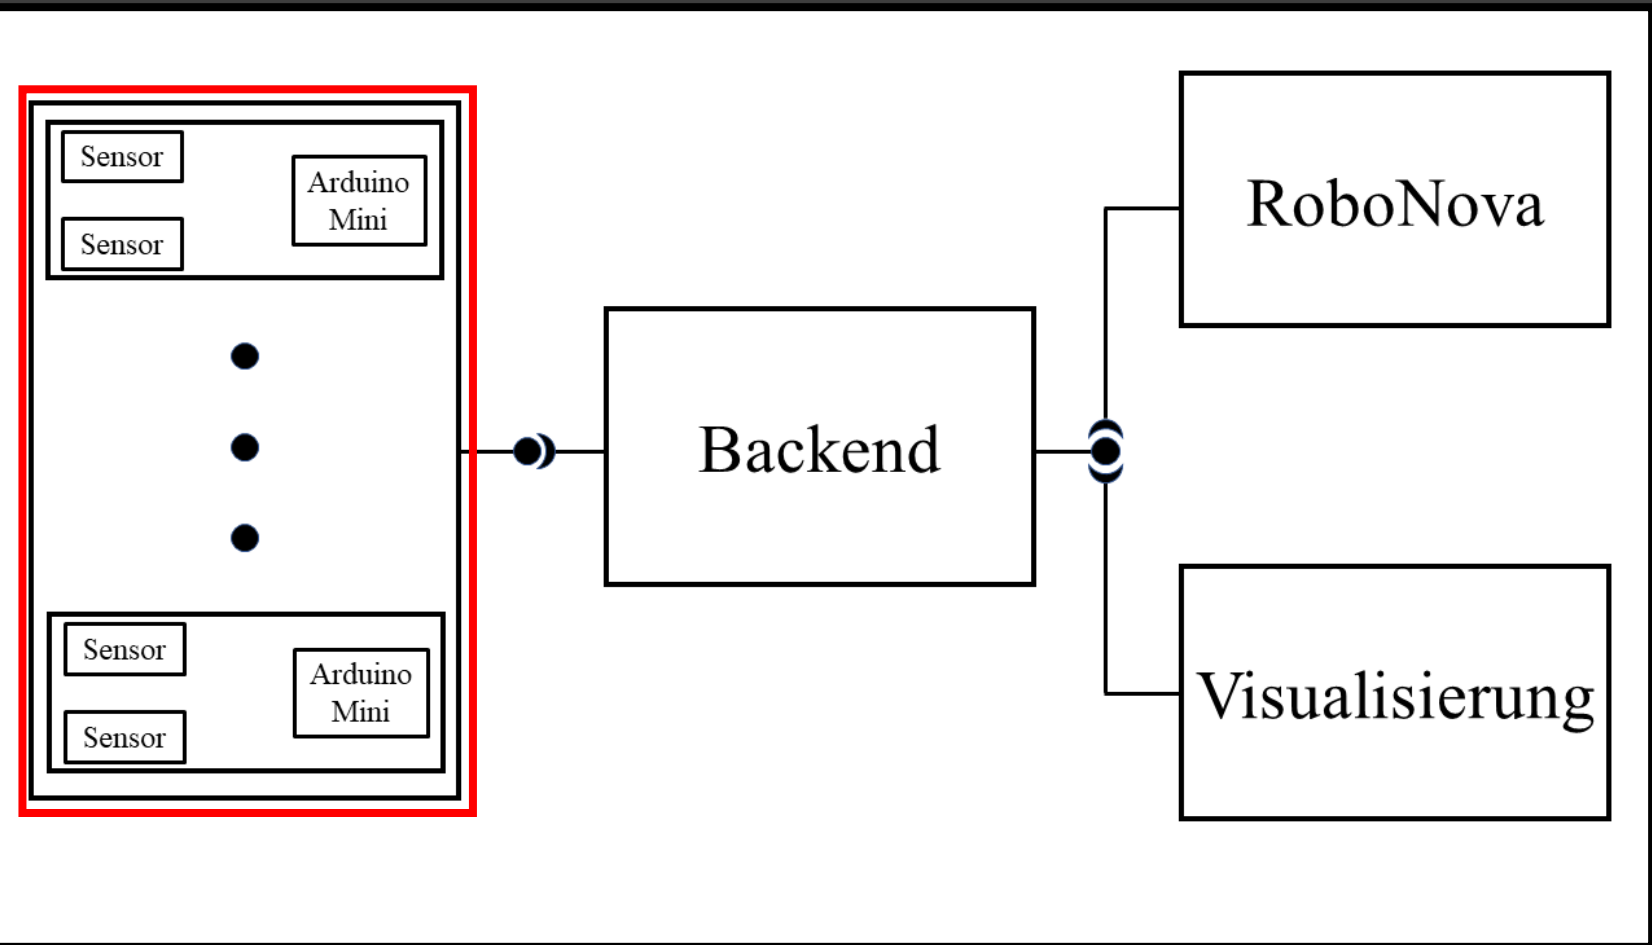 Sensor
Arduino
Mini
Sensor
Sensor
Arduino
Mini
Sensor
Backend
RoboNova
Visualisierung